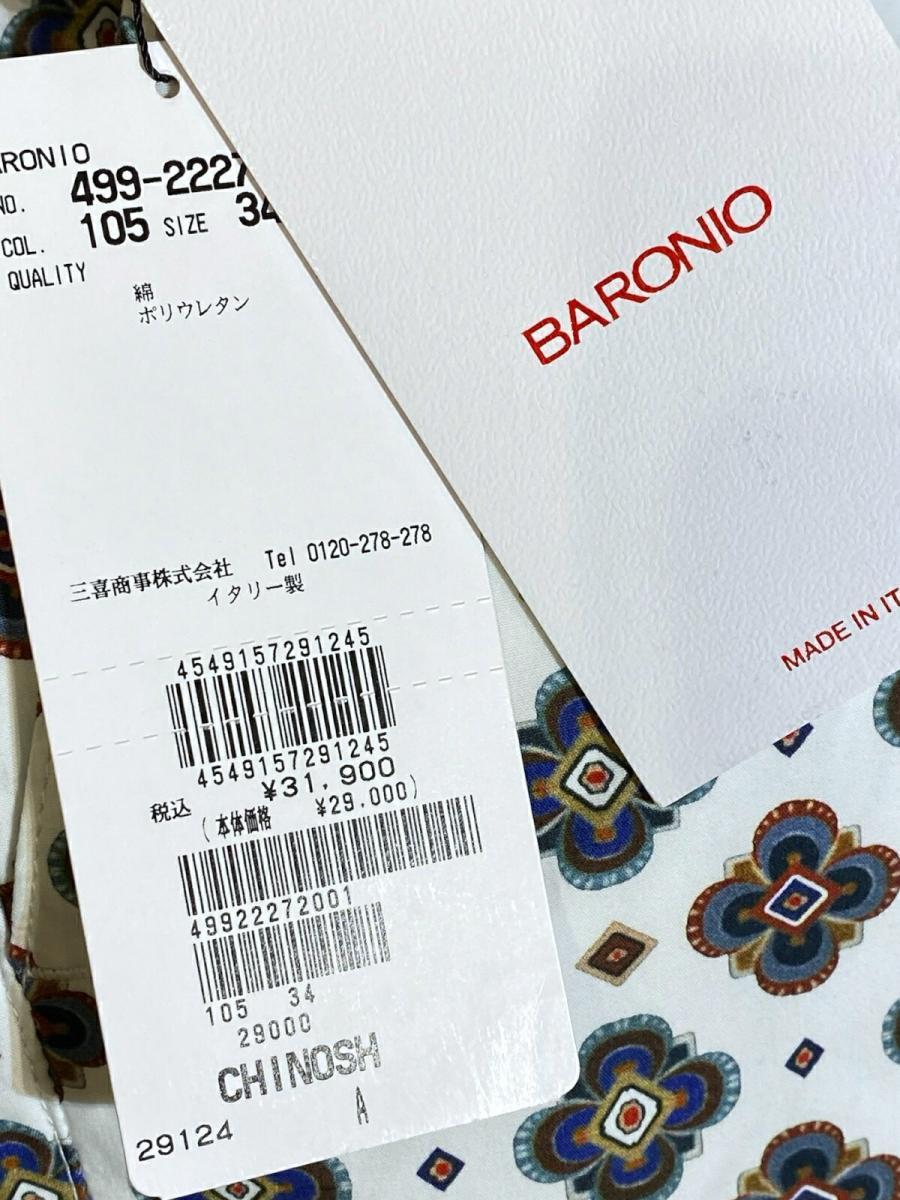 ARONIO
NO. 499-2227
COL. 105 SIZE 34
QUALITY
綿
ポリウレタン
三喜商事株式会社 Tel 0120-278-278
イタリー製
4549157291245
4549157291245
税込 ¥31,900
(本体価格 ¥29,000)
49922272001
105 34
29000
CHINOSH
A
29124
BARONIO
MADE IN IT